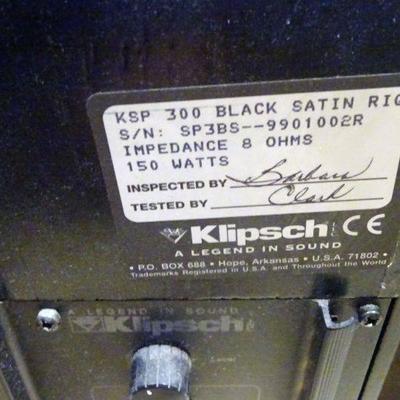 KSP 300 BLACK SATIN RIG
S/N: SP3BS--9901002R
IMPEDANCE 8 OHMS
150 WATTS
INSPECTED BY Barbara
TESTED BY Clark
Klipsch CE
A LEGEND IN SOUND
• P.O. BOX 688 • Hope, Arkansas • U.S.A. 71802 •
Trademarks Registered in U.S.A. and Throughout the World
A LEGEND IN SOUND
Klipsch
Level